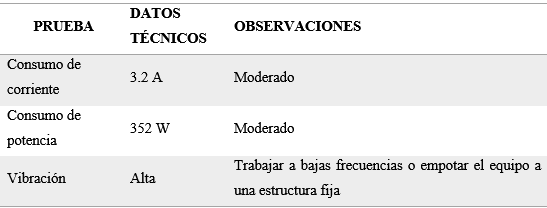 PRUEBA DATOS TÉCNICOS OBSERVACIONES
Consumo de corriente 3.2 A Moderado
Consumo de potencia 352 W Moderado
Vibración Alta Trabajar a bajas frecuencias o empotar el equipo a
una estructura fija